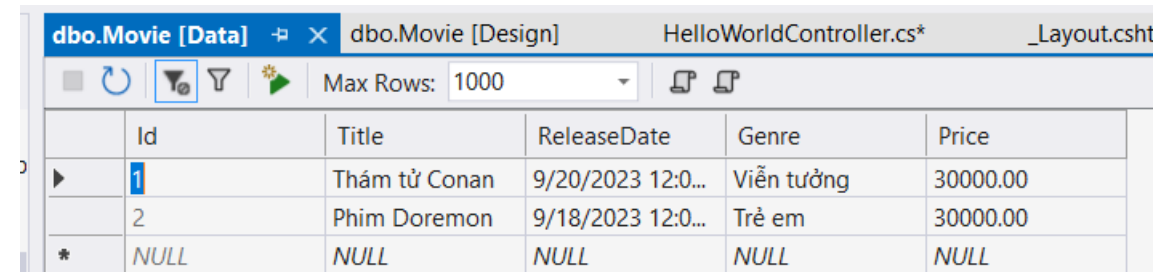 dbo.Movie [Data] dbo.Movie [Design] HelloWorldController.cs* _Layout.csht
Max Rows: 1000
Id Title ReleaseDate Genre Price
1 Thám tử Conan 9/20/2023 12:0... Viễn tưởng 30000.00
2 Phim Doremon 9/18/2023 12:0... Trẻ em 30000.00
NULL NULL NULL NULL NULL